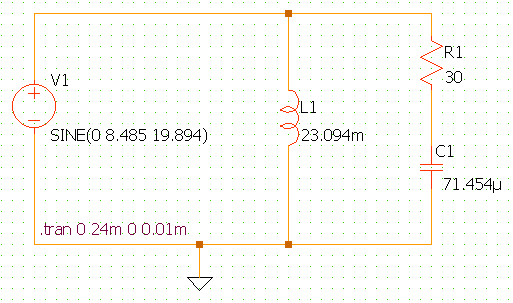 V1
SINE(0 8.485 19.894)
L1
23.094m
R1
30
C1
71.454µ
.tran 0 24m 0 0.01m